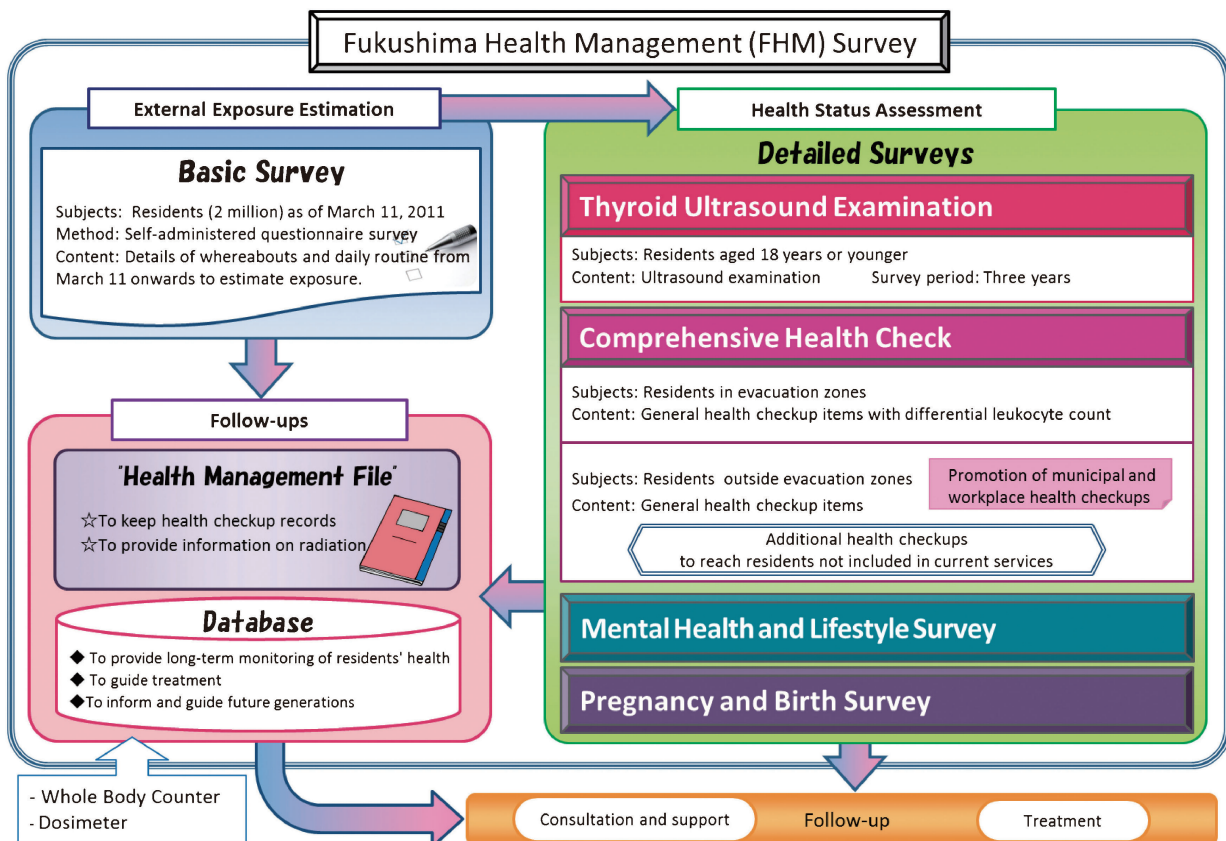 Fukushima Health Management (FHM) Survey
External Exposure Estimation
Basic Survey
Subjects: Residents (2 million) as of March 11, 2011
Method: Self-administered questionnaire survey
Content: Details of whereabouts and daily routine from
March 11 onwards to estimate exposure.
Follow-ups
"Health Management File"
☆To keep health checkup records
☆To provide information on radiation
Database
◆ To provide long-term monitoring of residents' health
◆ To guide treatment
◆To inform and guide future generations
- Whole Body Counter
- Dosimeter
Health Status Assessment
Detailed Surveys
Thyroid Ultrasound Examination
Subjects: Residents aged 18 years or younger
Content: Ultrasound examination Survey period: Three years
Comprehensive Health Check
Subjects: Residents in evacuation zones
Content: General health checkup items with differential leukocyte count
Subjects: Residents outside evacuation zones
Content: General health checkup items
Promotion of municipal and
workplace health checkups
Additional health checkups
to reach residents not included in current services
Mental Health and Lifestyle Survey
Pregnancy and Birth Survey
Consultation and support Follow-up Treatment